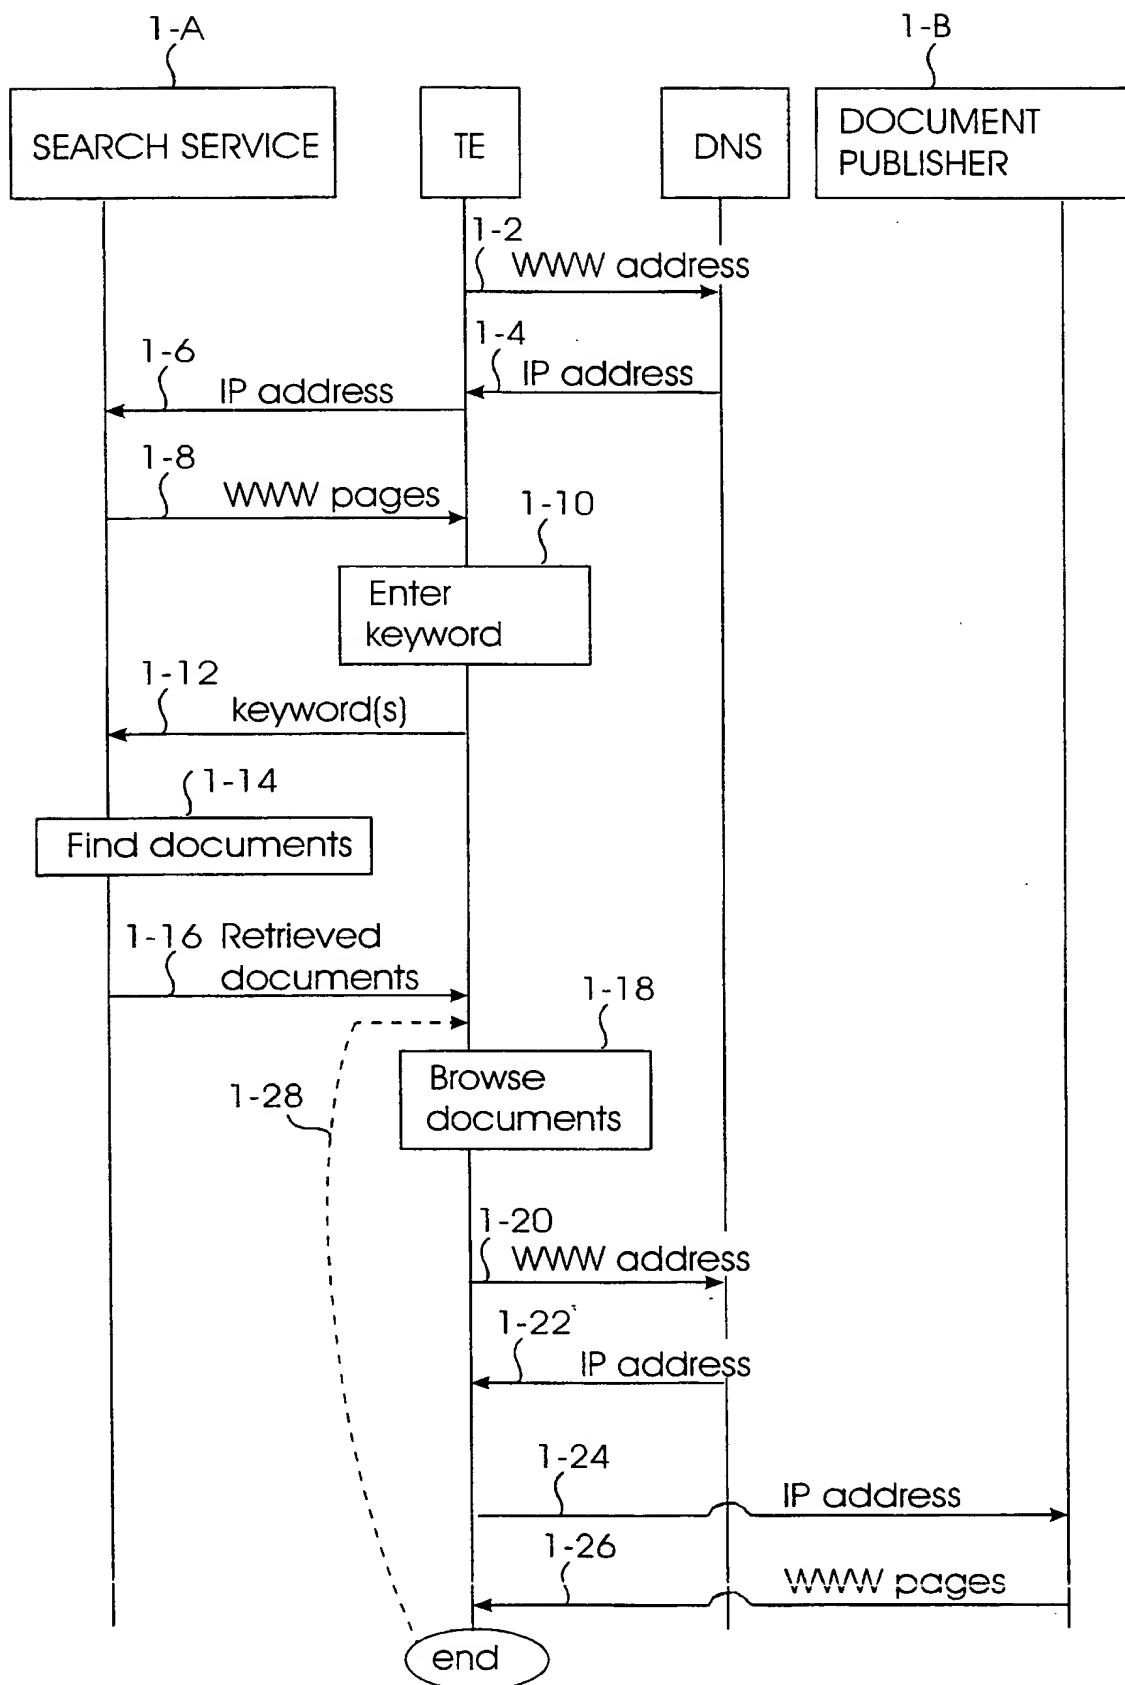 1-A
1-B
SEARCH SERVICE
TE
DNS
DOCUMENT
PUBLISHER
1-2
WWW address
1-4
IP address
1-6
IP address
1-8
WWW pages
1-10
Enter
keyword
1-12
keyword(s)
1-14
Find documents
1-16 Retrieved
documents
1-18
Browse
documents
1-28
1-20
WWW address
1-22
IP address
1-24
IP address
1-26
WWW pages
end